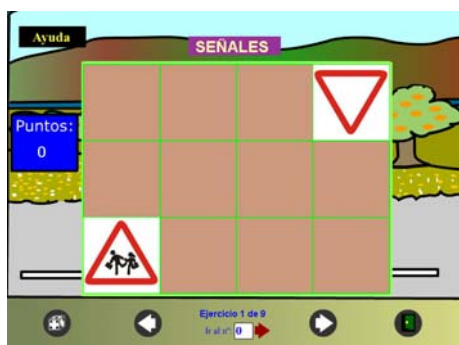 Ayuda
SEÑALES
Puntos:
0
Ejercicio 1 de 9
Ir al nº: 0